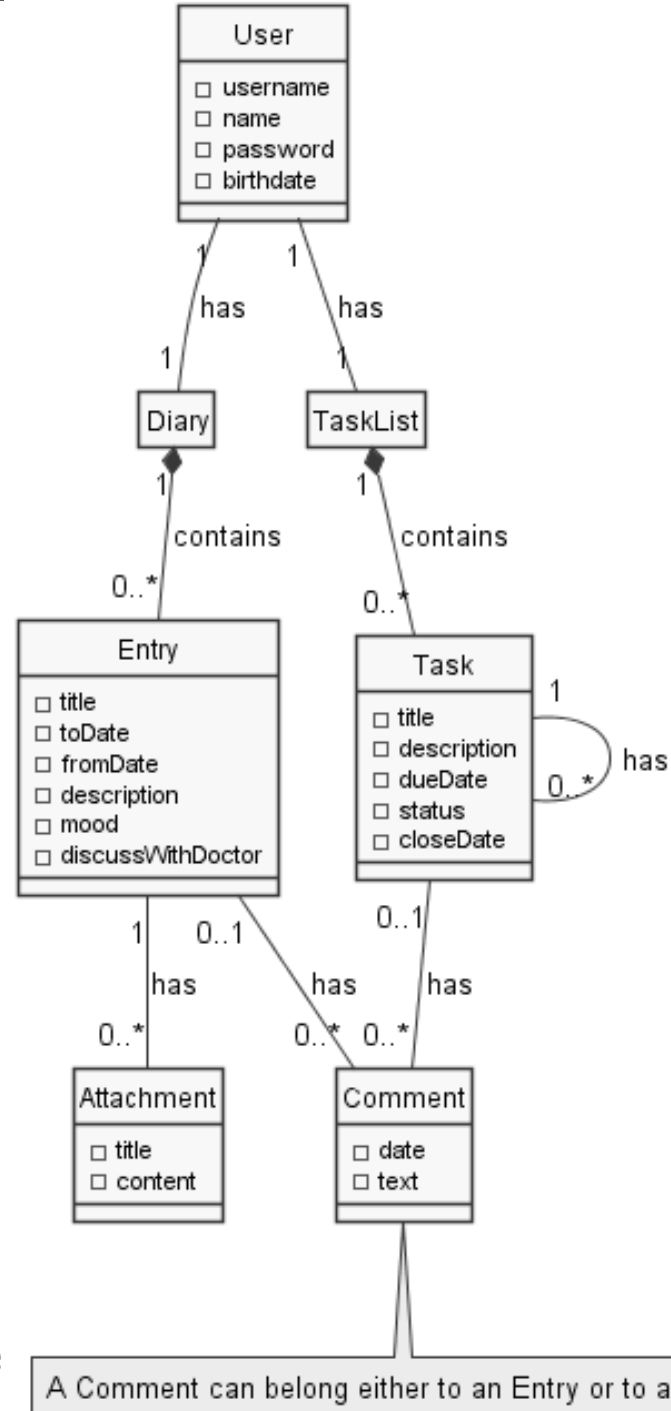 User
username
name
password
birthdate
1 1
has has
1 1
Diary TaskList
1 1
contains contains
0..* 0..*
Entry
title
toDate
fromDate
description
mood
discussWithDoctor
Task
title
description
dueDate
status
closeDate
1
has
0..*
1 0..1 0..1
has has has
0..* 0..* 0..*
Attachment
title
content
Comment
date
text
A Comment can belong either to an Entry or to a